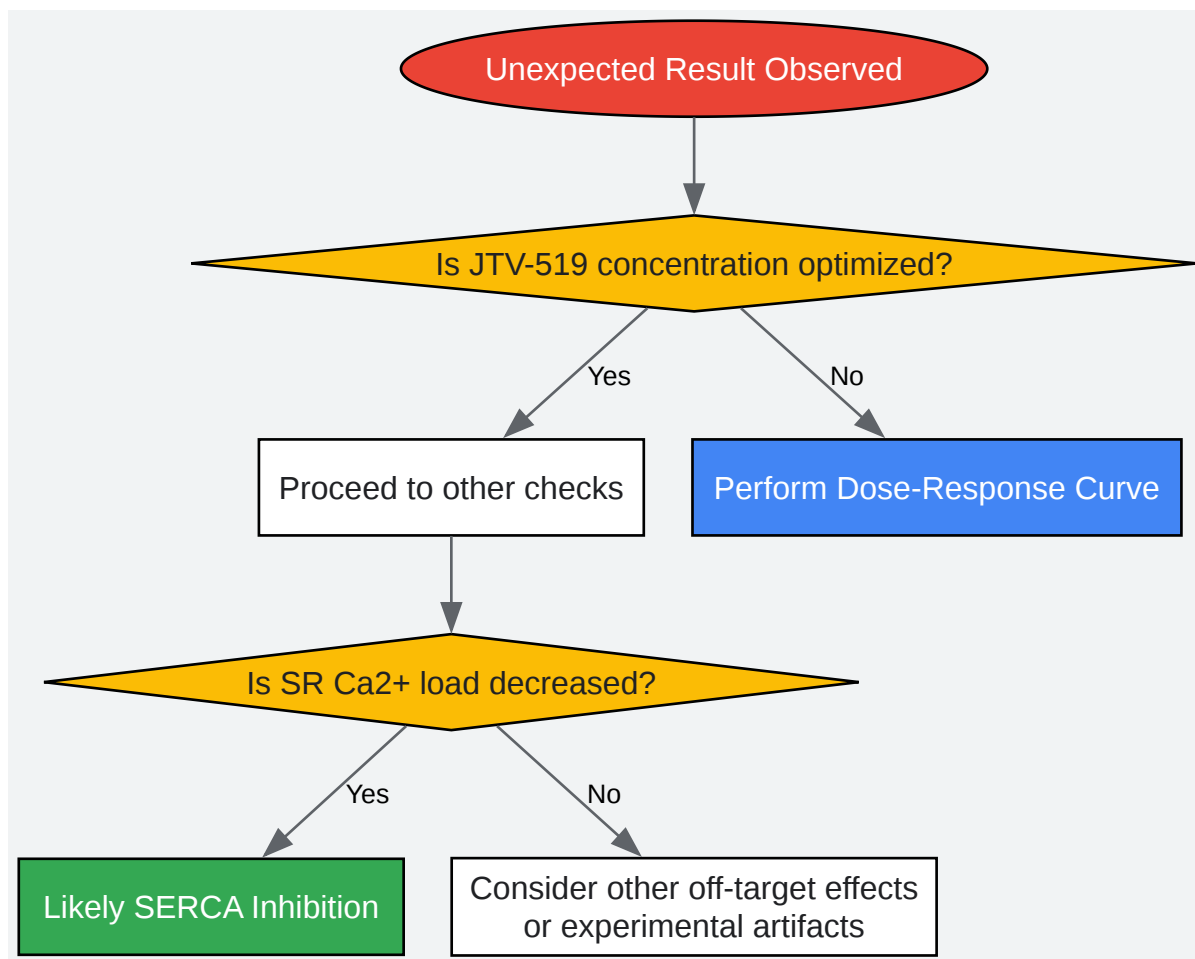 Unexpected Result Observed
Is JTV-519 concentration optimized?
Yes
No
Proceed to other checks
Perform Dose-Response Curve
Is SR Ca2+ load decreased?
Yes
No
Likely SERCA Inhibition
Consider other off-target effects
or experimental artifacts